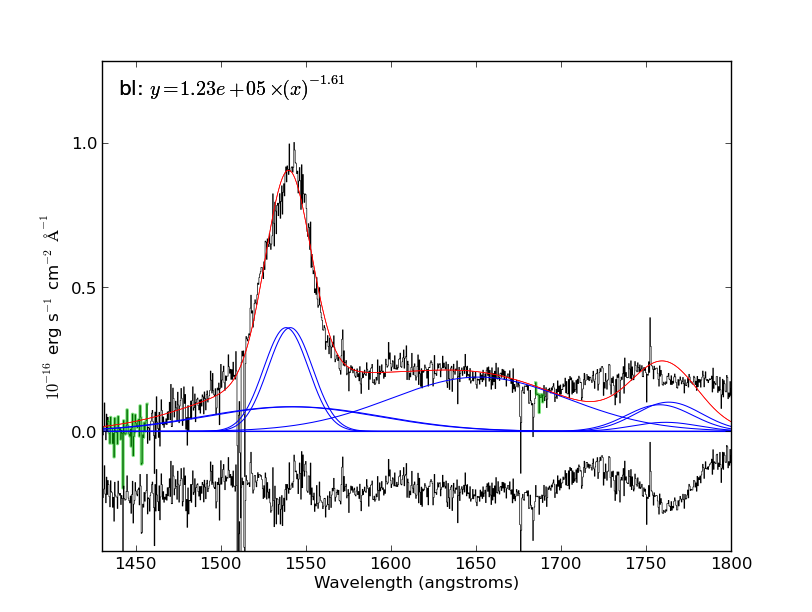 bl: y=1.23e+05×(x)^−1.61
1.0
0.5
0.0
10^−16 erg s^−1 cm^−2 Å^−1
1450 1500 1550 1600 1650 1700 1750 1800
Wavelength (angstroms)